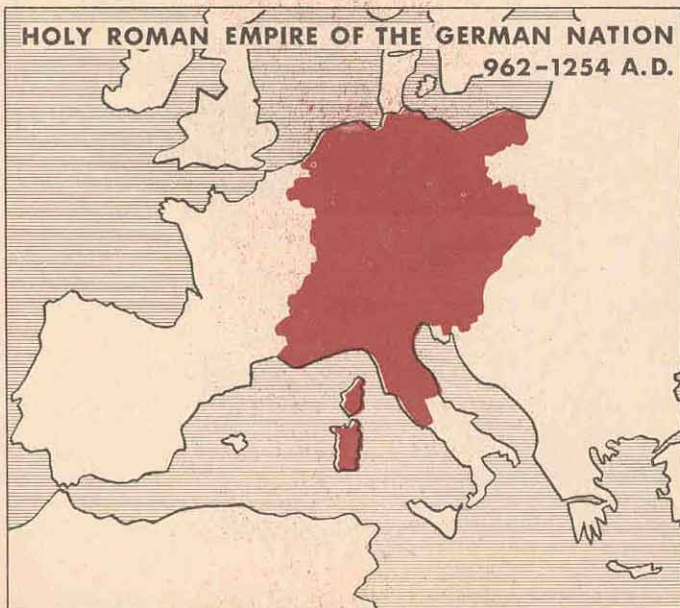 HOLY ROMAN EMPIRE OF THE GERMAN NATION
962–1254 A.D.